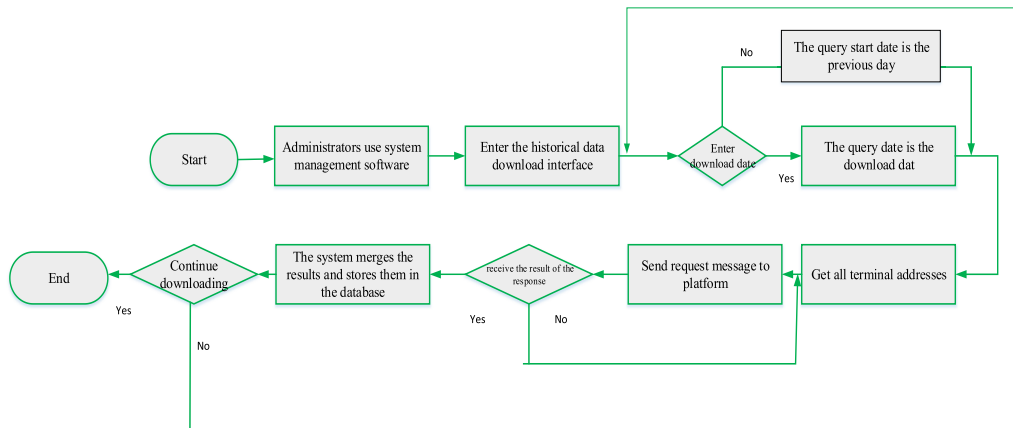 No
The query start date is the
previous day
Start
Administrators use system
management software
Enter the historical data
download interface
Enter
download date
Yes
The query date is the
download dat
End
Continue
downloading
The system merges the
results and stores them in
the database
receive the result of the
response
Send request message to
platform
Get all terminal addresses
Yes
No
Yes
No